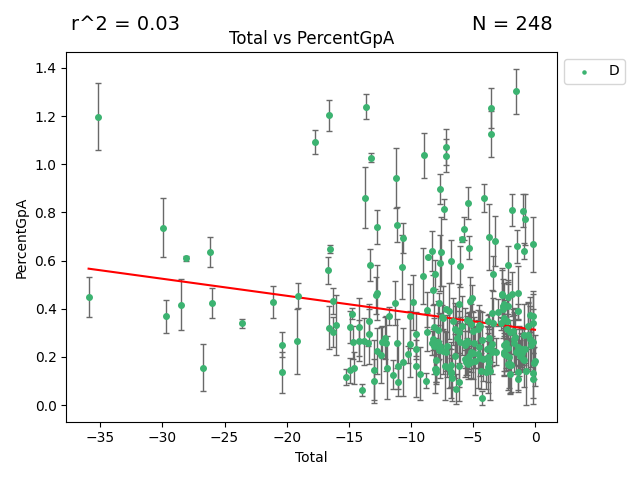 r^2 = 0.03
N = 248
Total vs PercentGpA
D
PercentGpA
1.4
1.2
1.0
0.8
0.6
0.4
0.2
0.0
−35
−30
−25
−20
−15
−10
−5
0
Total